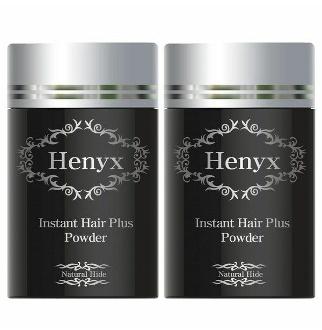 Henyx
Instant Hair Plus
Powder
Natural Hide
Henyx
Instant Hair Plus
Powder
Natural Hide